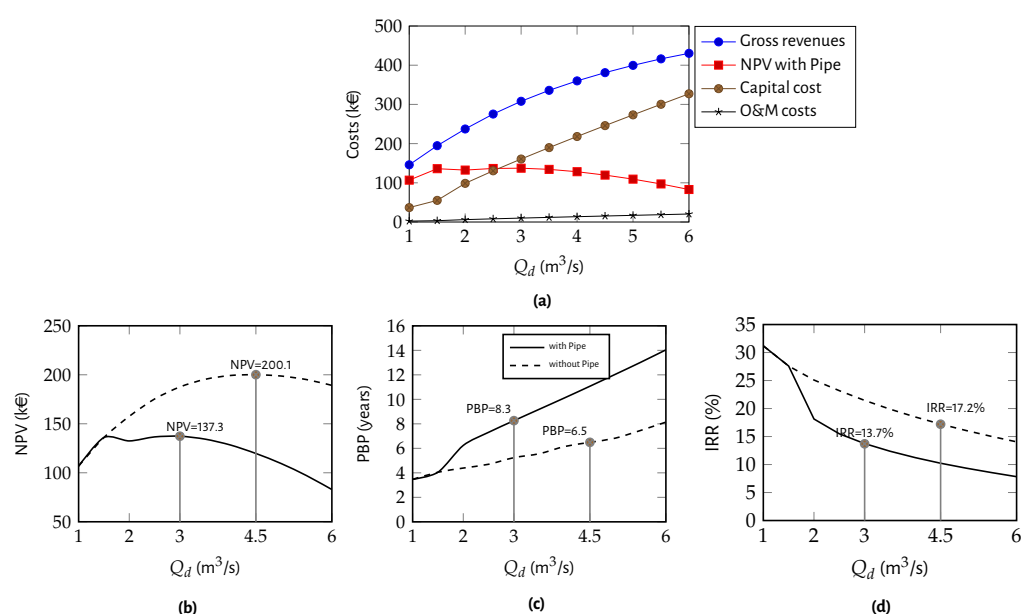 500
400
300
200
100
0
Costs (k€)
1 2 3 4 5 6
Q_d (m³/s)
Gross revenues
NPV with Pipe
Capital cost
O&M costs
(a)
250
200
150
100
50
NPV (k€)
NPV=200.1
NPV=137.3
1 2 3 4.5 6
Q_d (m³/s)
(b)
16
14
12
10
8
6
4
2
0
PBP (years)
with Pipe
without Pipe
PBP=8.3
PBP=6.5
1 2 3 4.5 6
Q_d (m³/s)
(c)
35
30
25
20
15
10
5
0
IRR (%)
IRR=17.2%
IRR=13.7%
1 2 3 4.5 6
Q_d (m³/s)
(d)